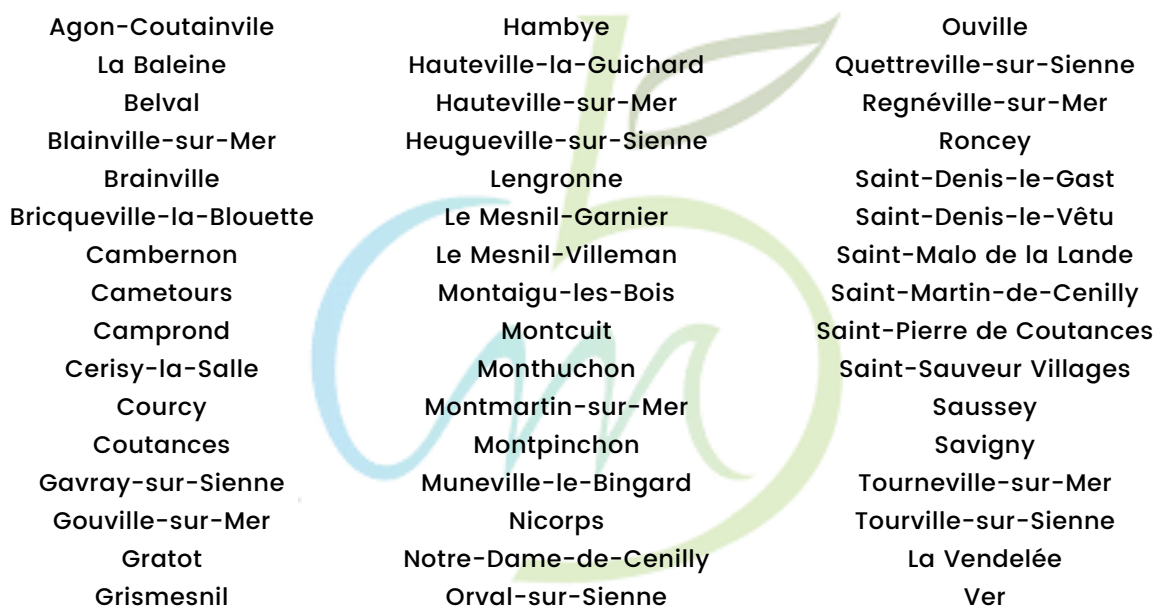 Agon-Coutainvile
La Baleine
Belval
Blainville-sur-Mer
Brainville
Bricqueville-la-Blouette
Cambernon
Cametours
Camprond
Cerisy-la-Salle
Courcy
Coutances
Gavray-sur-Sienne
Gouville-sur-Mer
Gratot
Grismesnil
Hambye
Hauteville-la-Guichard
Hauteville-sur-Mer
Heugueville-sur-Sienne
Lengronne
Le Mesnil-Garnier
Le Mesnil-Villeman
Montaigu-les-Bois
Montcuit
Monthuchon
Montmartin-sur-Mer
Montpinchon
Muneville-le-Bingard
Nicorps
Notre-Dame-de-Cenilly
Orval-sur-Sienne
Ouville
Quettreville-sur-Sienne
Regnéville-sur-Mer
Roncey
Saint-Denis-le-Gast
Saint-Denis-le-Vêtu
Saint-Malo de la Lande
Saint-Martin-de-Cenilly
Saint-Pierre de Coutances
Saint-Sauveur Villages
Saussey
Savigny
Tourneville-sur-Mer
Tourville-sur-Sienne
La Vendelée
Ver